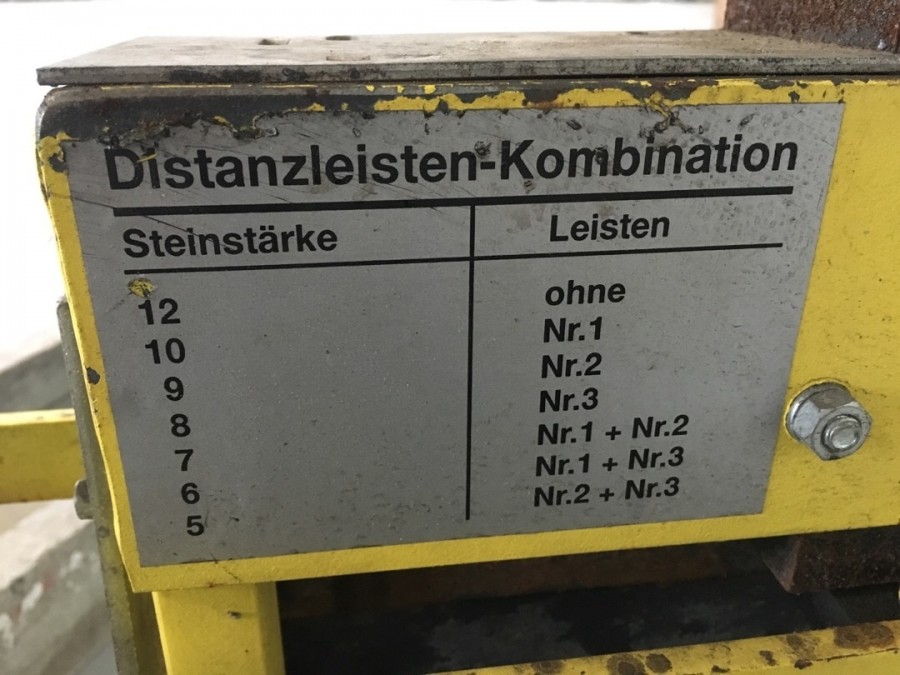 Distanzleisten-Kombination
Steinstärke Leisten
12 ohne
10 Nr.1
9 Nr.2
8 Nr.3
7 Nr.1 + Nr.2
6 Nr.1 + Nr.3
5 Nr.2 + Nr.3